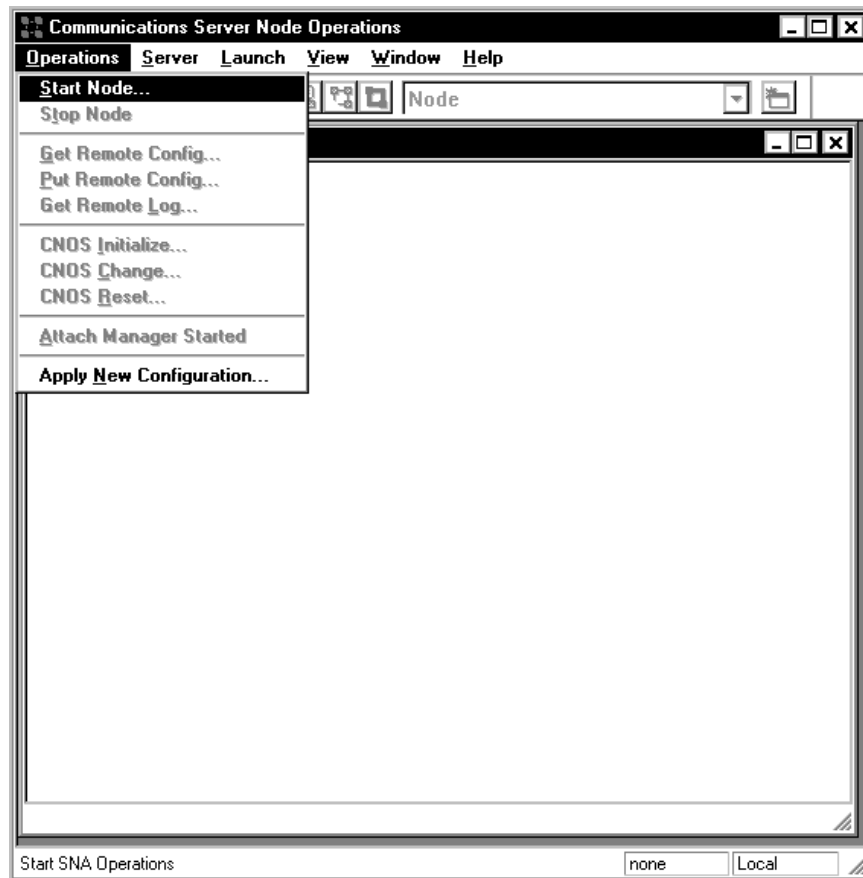 Communications Server Node Operations
Operations Server Launch View Window Help
Start Node...
Node
Stop Node
Get Remote Config...
Put Remote Config...
Get Remote Log...
CNOS Initialize...
CNOS Change...
CNOS Reset...
Attach Manager Started
Apply New Configuration...
Start SNA Operations none Local